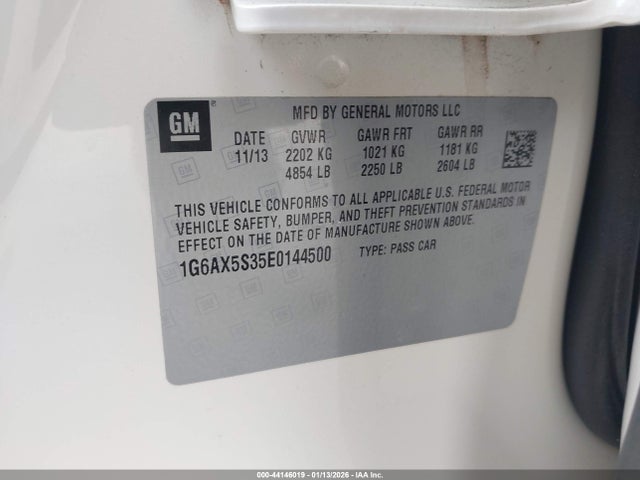 GM
MFD BY GENERAL MOTORS LLC
DATE GVWR GAWR FRT GAWR RR
11/13 2202 KG 1021 KG 1181 KG
4854 LB 2250 LB 2604 LB
THIS VEHICLE CONFORMS TO ALL APPLICABLE U.S. FEDERAL MOTOR
VEHICLE SAFETY, BUMPER, AND THEFT PREVENTION STANDARDS IN
EFFECT ON THE DATE OF MANUFACTURE SHOWN ABOVE.
1G6AX5S35E0144500 TYPE: PASS CAR
000-44146019 - 01/13/2026 - IAA Inc.